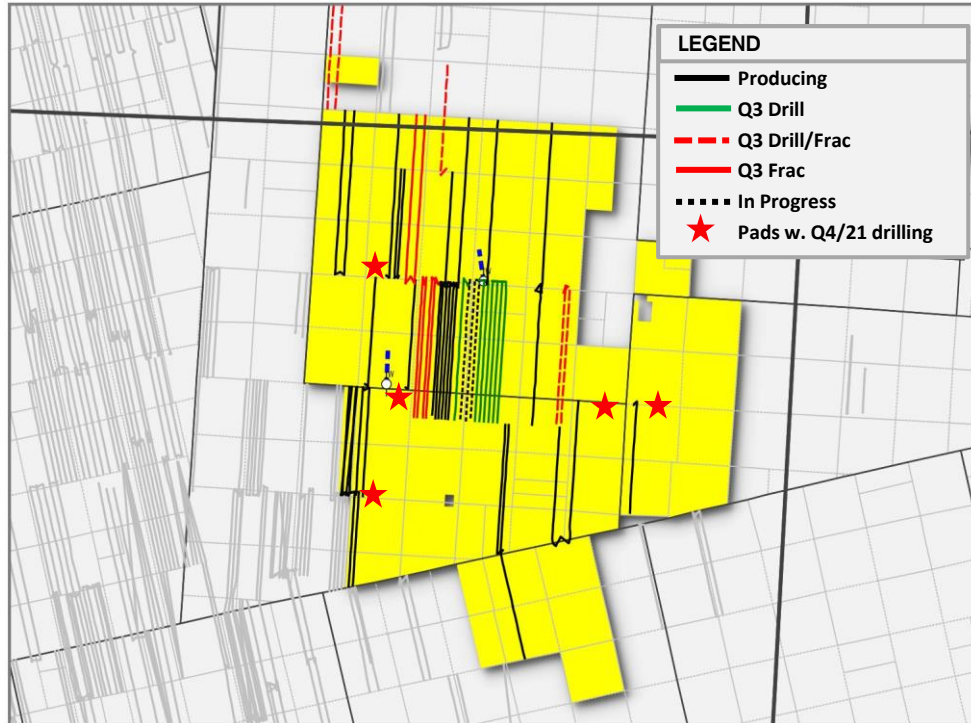 LEGEND
Producing
Q3 Drill
Q3 Drill/Frac
Q3 Frac
In Progress
Pads w. Q4/21 drilling